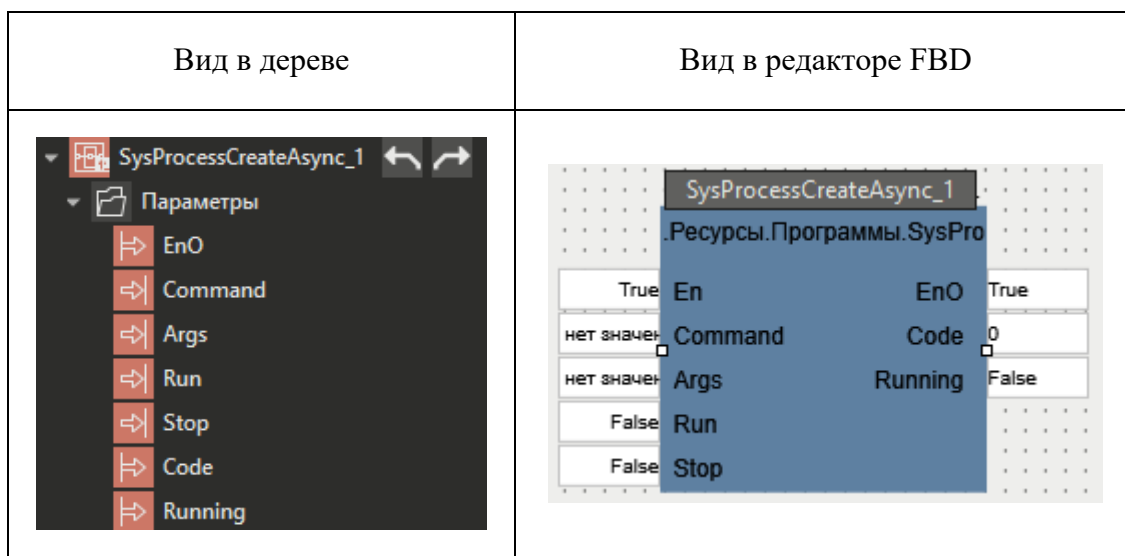 Вид в дереве
Вид в редакторе FBD
SysProcessCreateAsync_1
Параметры
EnO
Command
Args
Run
Stop
Code
Running
SysProcessCreateAsync_1
.Ресурсы.Программы.SysPro
True En EnO True
нет значен Command Code 0
нет значен Args Running False
False Run
False Stop